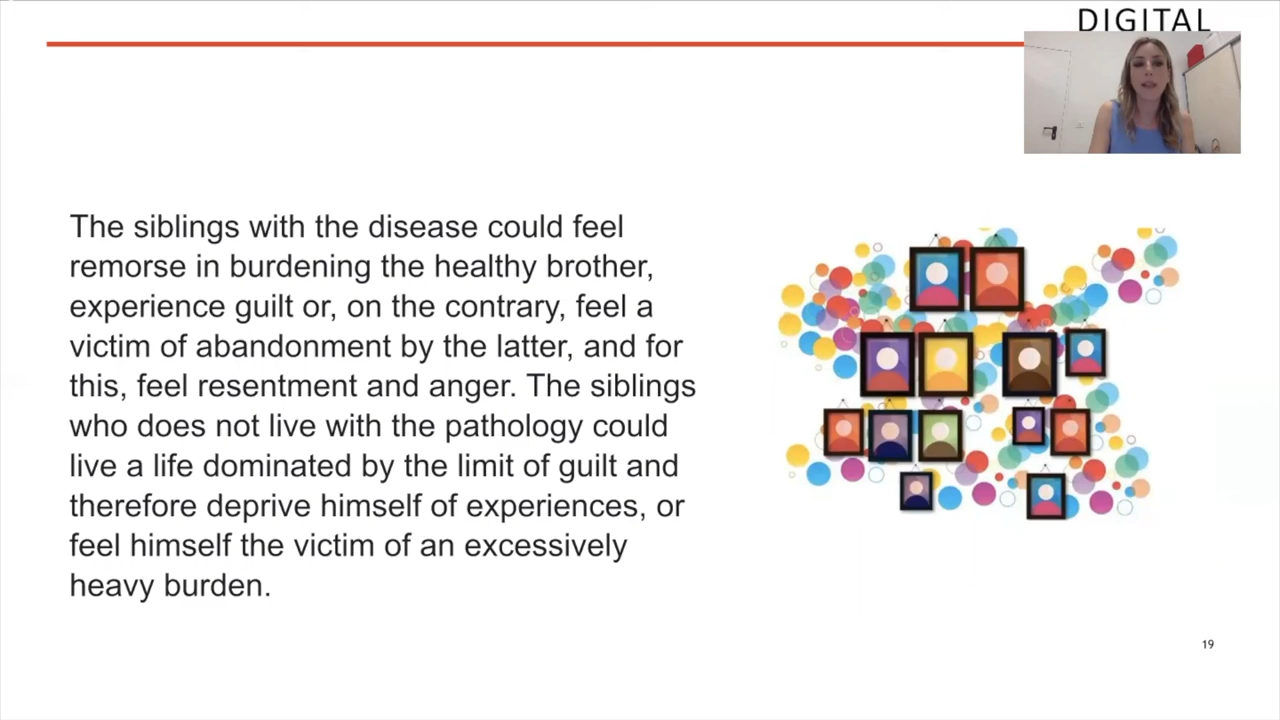 DIGITAL
The siblings with the disease could feel
remorse in burdening the healthy brother,
experience guilt or, on the contrary, feel a
victim of abandonment by the latter, and for
this, feel resentment and anger. The siblings
who does not live with the pathology could
live a life dominated by the limit of guilt and
therefore deprive himself of experiences, or
feel himself the victim of an excessively
heavy burden.
19